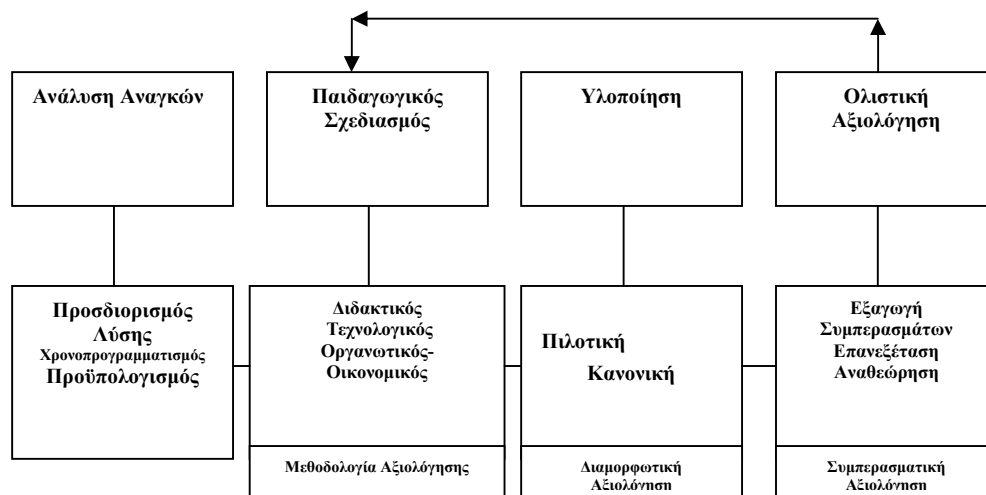 Ανάλυση Αναγκών
Παιδαγωγικός
Σχεδιασμός
Υλοποίηση
Ολιστική
Αξιολόγηση
Προσδιορισμός
Λύσης
Χρονοπρογραμματισμός
Προϋπολογισμός
Διδακτικός
Τεχνολογικός
Οργανωτικός-
Οικονομικός
Μεθοδολογία Αξιολόγησης
Πιλοτική
Κανονική
Διαμορφωτική
Αξιολόγηση
Εξαγωγή
Συμπερασμάτων
Επανεξέταση
Αναθεώρηση
Συμπερασματική
Αξιολόγηση